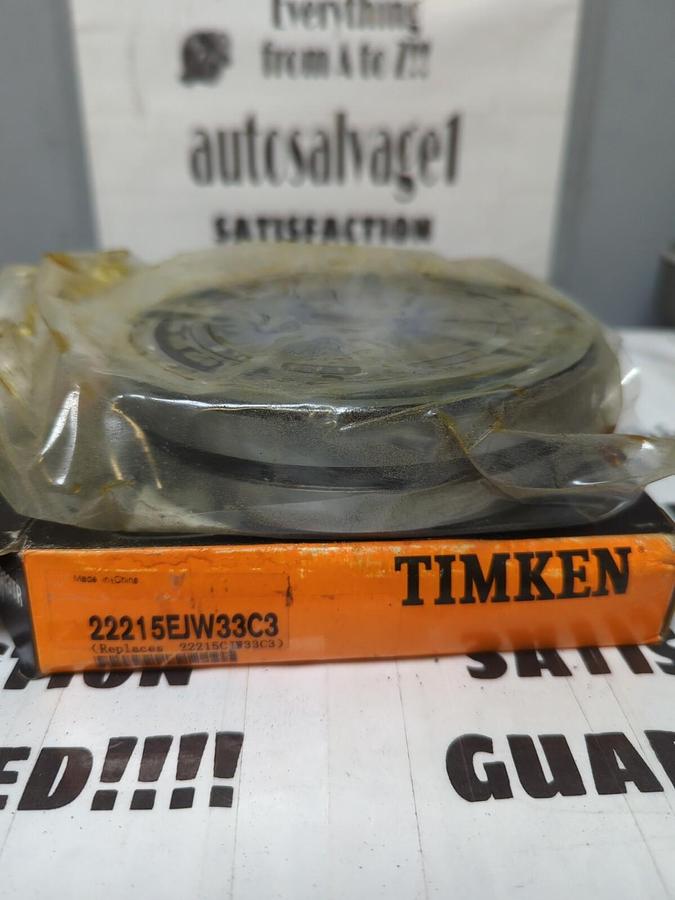 Everything
from A to Z!!
autosalvage1
SATISFACTION
Made in China
TIMKEN
22215EJW33C3
(Replaces 22215CJW33C3)
ED!!!!
GUA